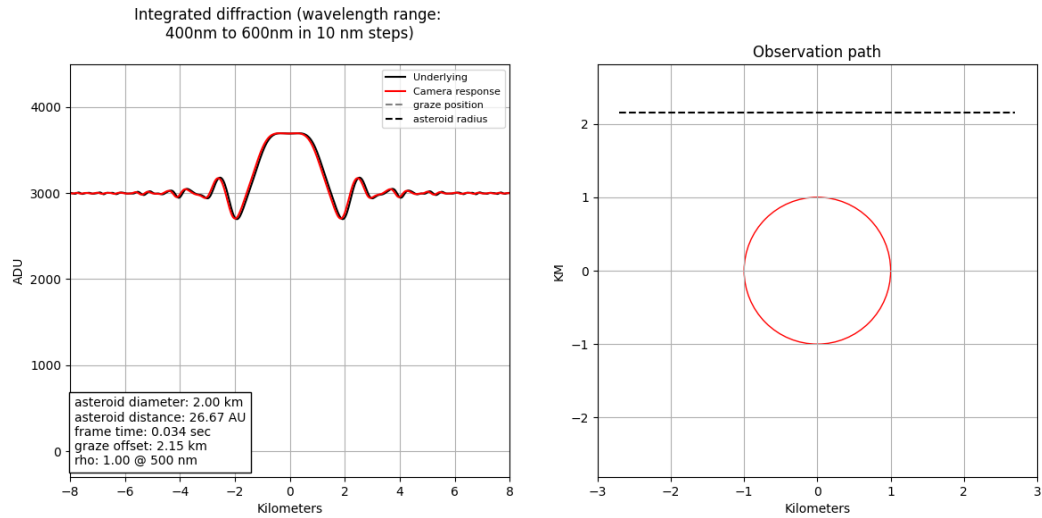 Integrated diffraction (wavelength range:
400nm to 600nm in 10 nm steps)
Underlying
Camera response
graze position
asteroid radius
ADU
4000
3000
2000
1000
0
asteroid diameter: 2.00 km
asteroid distance: 26.67 AU
frame time: 0.034 sec
graze offset: 2.15 km
rho: 1.00 @ 500 nm
−8 −6 −4 −2 0 2 4 6 8
Kilometers
Observation path
KM
2
1
0
−1
−2
−3 −2 −1 0 1 2 3
Kilometers